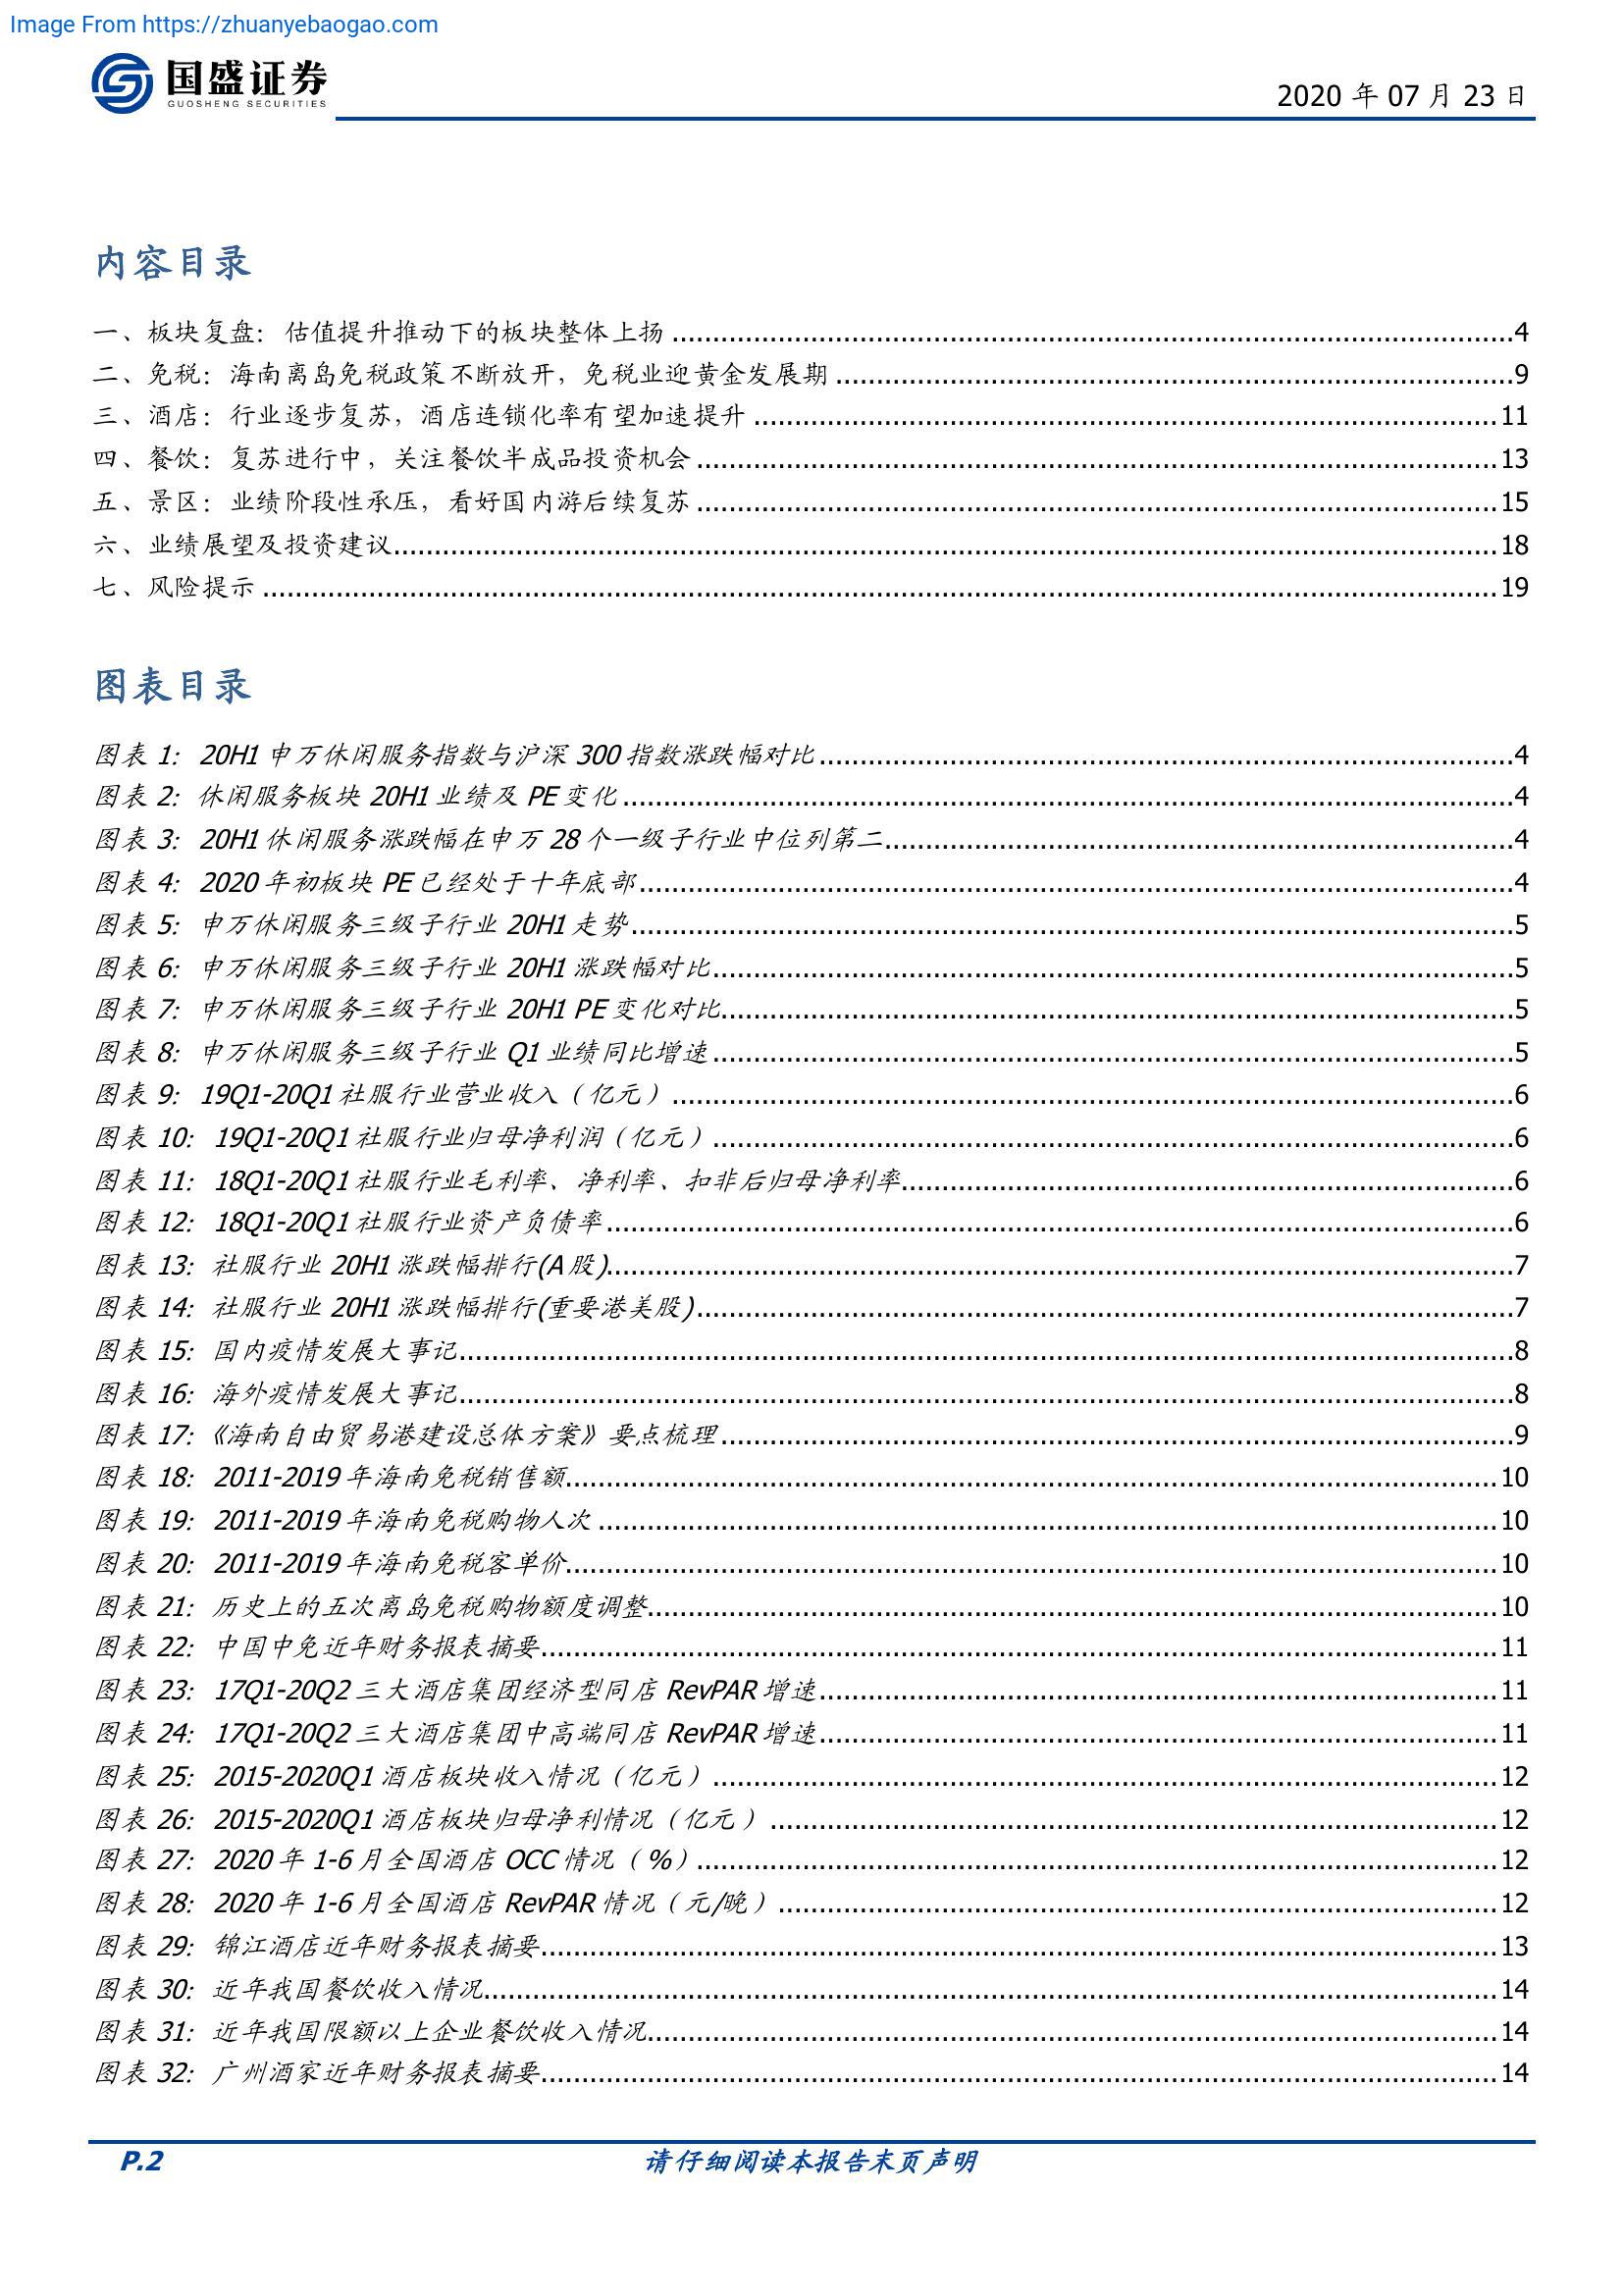 Image From https://zhuanyebaogao.com
国盛证券
GUOSHENG SECURITIES
2020 年 07 月 23 日
内容目录
一、板块复盘：估值提升推动下的板块整体上扬 ....................4
二、免税：海南离岛免税政策不断放开，免税业迎黄金发展期 ....................9
三、酒店：行业逐步复苏，酒店连锁化率有望加速提升 ....................11
四、餐饮：复苏进行中，关注餐饮半成品投资机会 ....................13
五、景区：业绩阶段性承压，看好国内游后续复苏 ....................15
六、业绩展望及投资建议....................18
七、风险提示 ....................19
图表目录
图表 1：20H1 申万休闲服务指数与沪深 300 指数涨跌幅对比....................4
图表 2：休闲服务板块 20H1 业绩及 PE 变化....................4
图表 3：20H1 休闲服务涨跌幅在申万 28 个一级子行业中位列第二....................4
图表 4：2020 年初板块 PE 已经处于十年底部....................4
图表 5：申万休闲服务三级子行业 20H1 走势....................5
图表 6：申万休闲服务三级子行业 20H1 涨跌幅对比....................5
图表 7：申万休闲服务三级子行业 20H1 PE 变化对比....................5
图表 8：申万休闲服务三级子行业 Q1 业绩同比增速....................5
图表 9：19Q1-20Q1 社服行业营业收入（亿元）....................6
图表 10：19Q1-20Q1 社服行业归母净利润（亿元）....................6
图表 11：18Q1-20Q1 社服行业毛利率、净利率、扣非后归母净利率....................6
图表 12：18Q1-20Q1 社服行业资产负债率....................6
图表 13：社服行业 20H1 涨跌幅排行(A 股)....................7
图表 14：社服行业 20H1 涨跌幅排行(重要港美股)....................7
图表 15：国内疫情发展大事记....................8
图表 16：海外疫情发展大事记....................8
图表 17：《海南自由贸易港建设总体方案》要点梳理....................9
图表 18：2011-2019 年海南免税销售额....................10
图表 19：2011-2019 年海南免税购物人次....................10
图表 20：2011-2019 年海南免税客单价....................10
图表 21：历史上的五次离岛免税购物额度调整....................10
图表 22：中国中免近年财务报表摘要....................11
图表 23：17Q1-20Q2 三大酒店集团经济型同店 RevPAR 增速....................11
图表 24：17Q1-20Q2 三大酒店集团中高端同店 RevPAR 增速....................11
图表 25：2015-2020Q1 酒店板块收入情况（亿元）....................12
图表 26：2015-2020Q1 酒店板块归母净利情况（亿元）....................12
图表 27：2020 年 1-6 月全国酒店 OCC 情况（%）....................12
图表 28：2020 年 1-6 月全国酒店 RevPAR 情况（元/晚）....................12
图表 29：锦江酒店近年财务报表摘要....................13
图表 30：近年我国餐饮收入情况....................14
图表 31：近年我国限额以上企业餐饮收入情况....................14
图表 32：广州酒家近年财务报表摘要....................14
P.2
请仔细阅读本报告末页声明